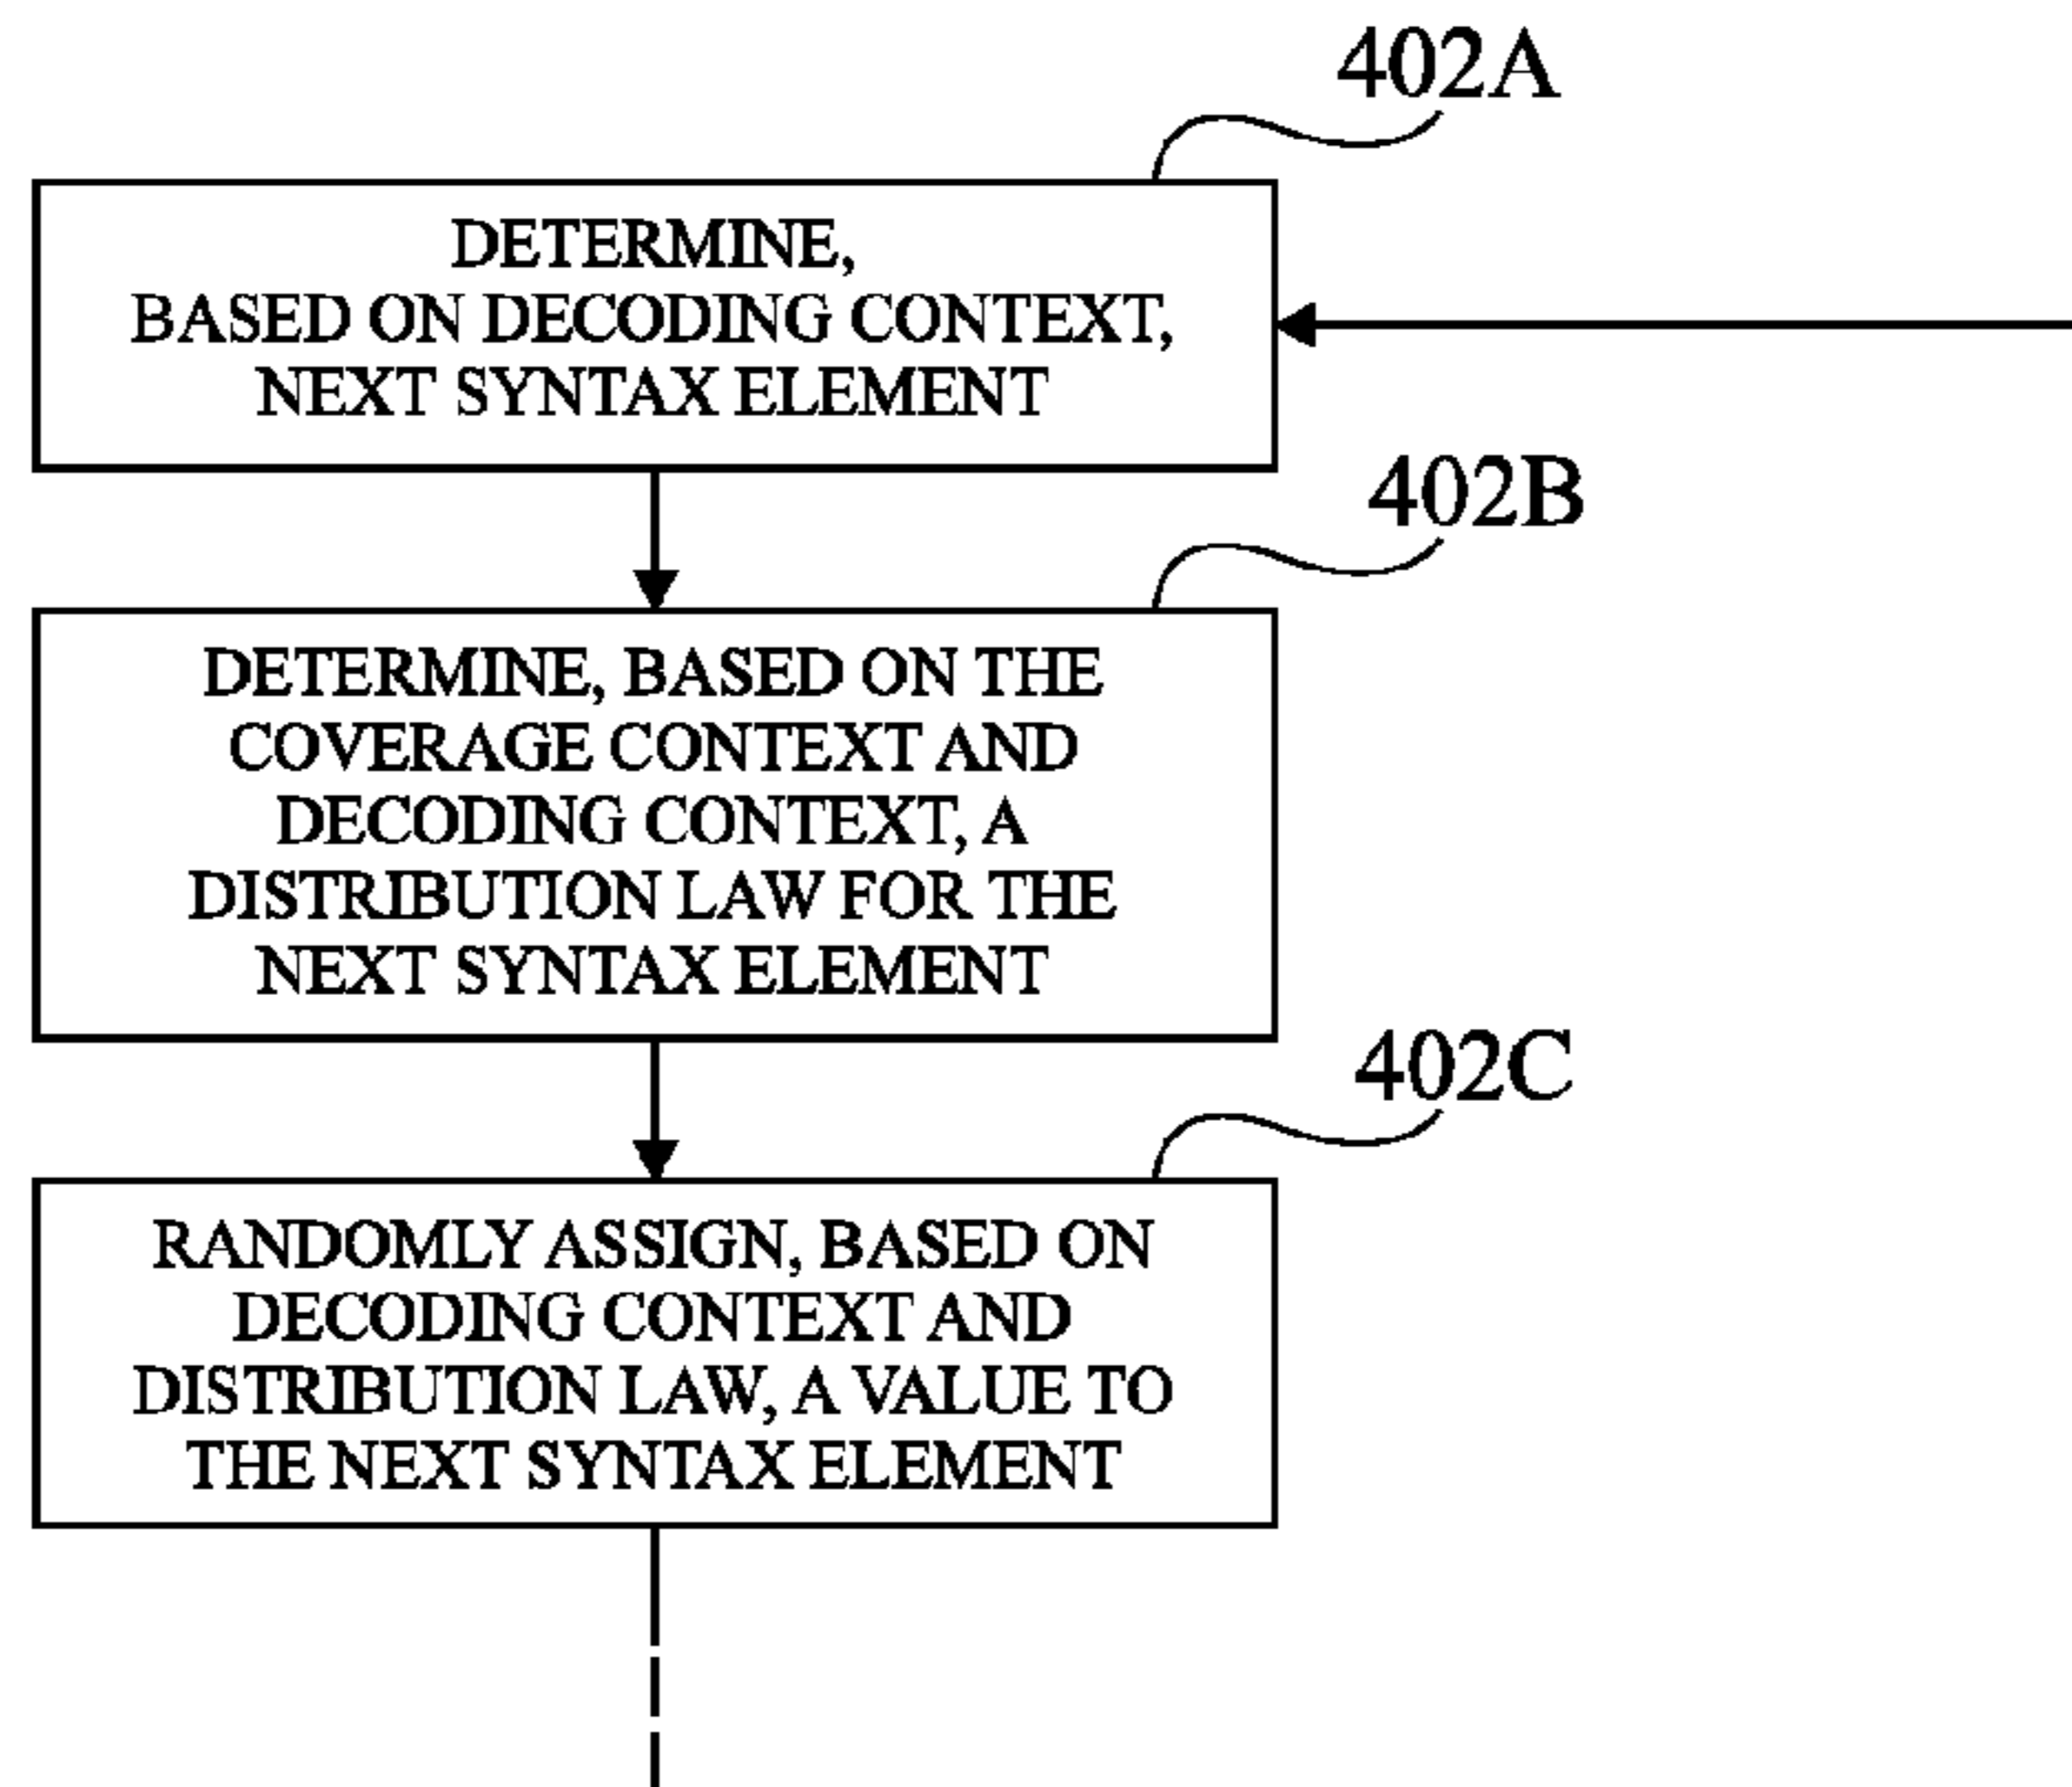 402A
DETERMINE,
BASED ON DECODING CONTEXT,
NEXT SYNTAX ELEMENT
402B
DETERMINE, BASED ON THE
COVERAGE CONTEXT AND
DECODING CONTEXT, A
DISTRIBUTION LAW FOR THE
NEXT SYNTAX ELEMENT
402C
RANDOMLY ASSIGN, BASED ON
DECODING CONTEXT AND
DISTRIBUTION LAW, A VALUE TO
THE NEXT SYNTAX ELEMENT